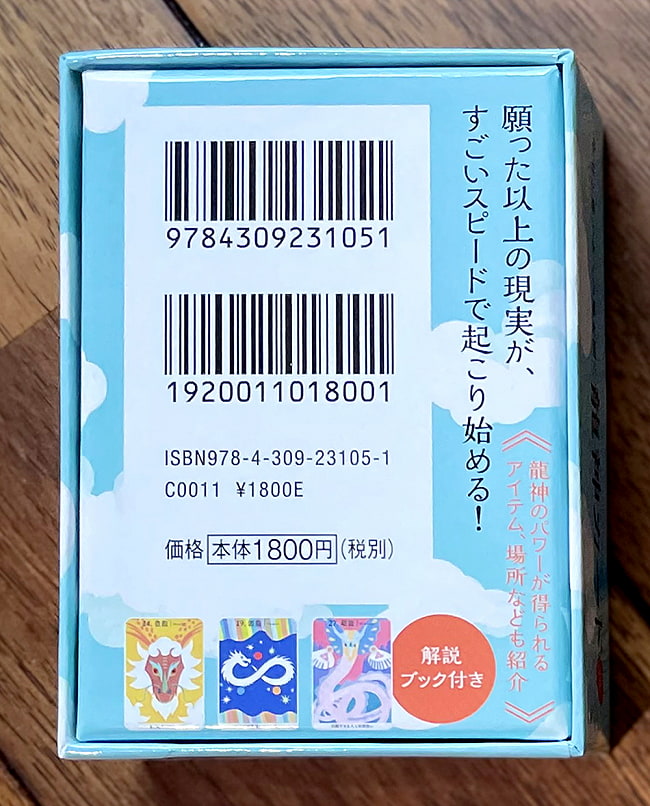 願った以上の現実が、
すごいスピードで起こり始める!
《龍神のパワーが得られる
アイテム、場所なども紹介》
9784309231051
1920011018001
ISBN978-4-309-23105-1
C0011 ¥1800E
価格 本体1800円(税別)
解説
ブック付き